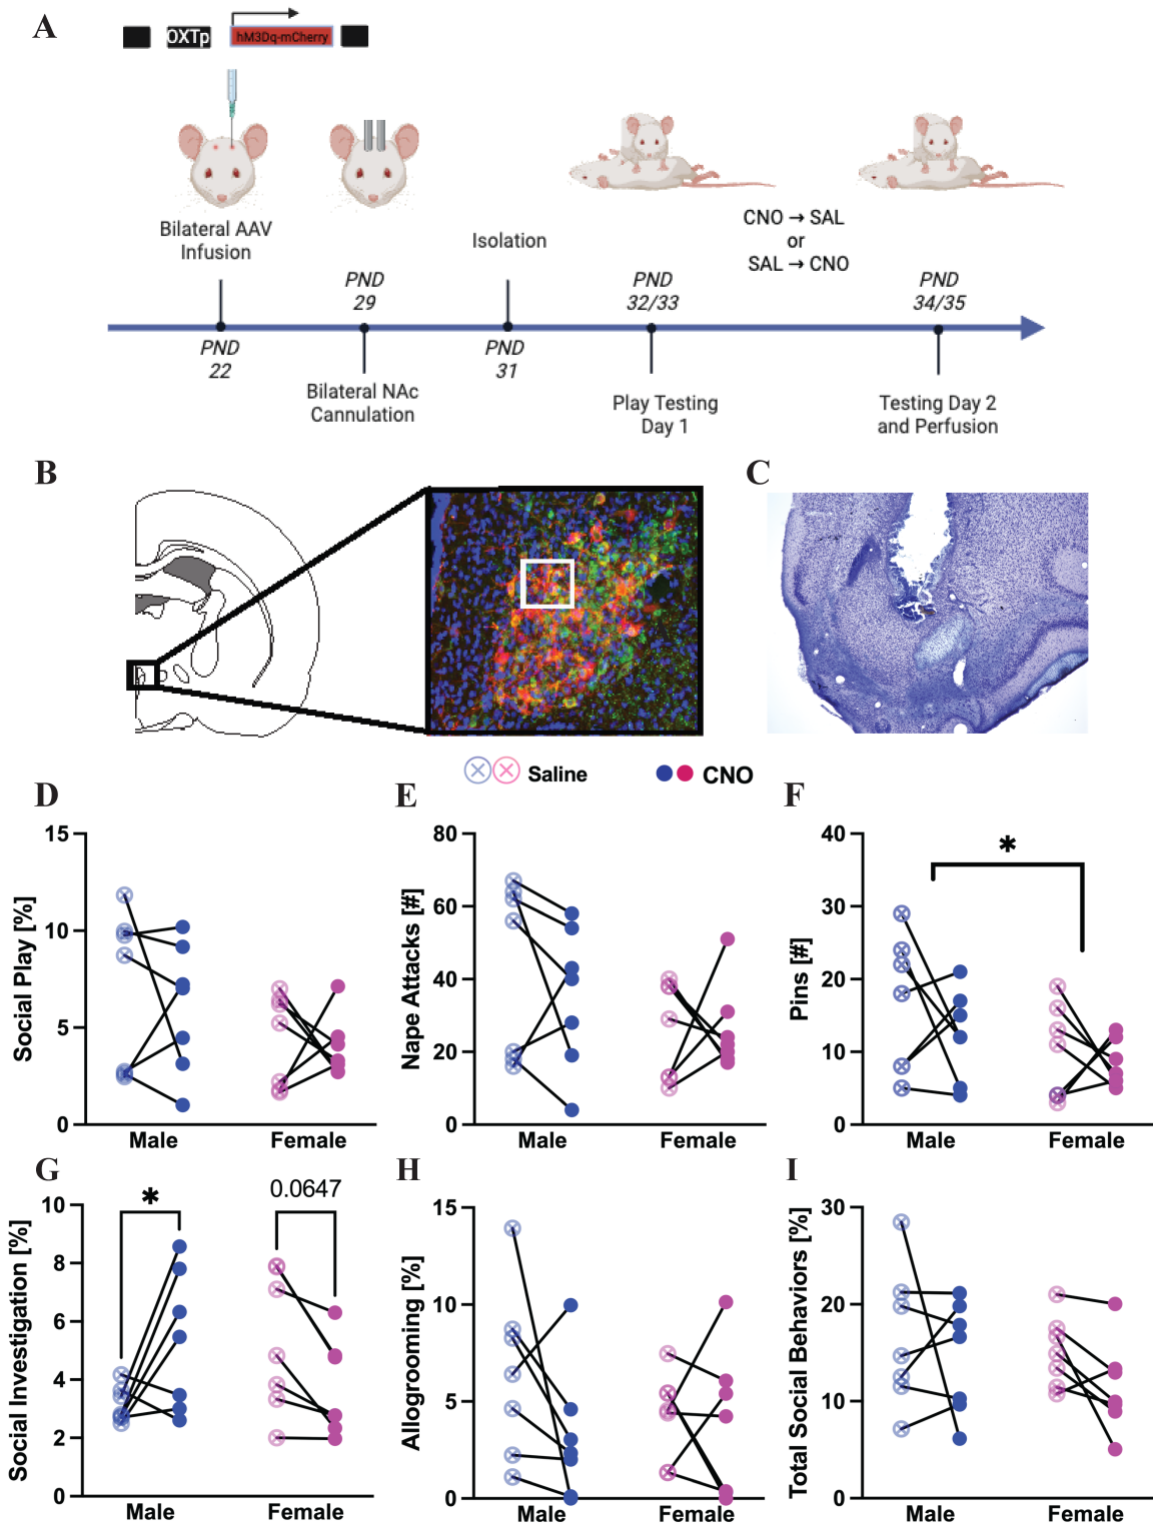 A
OXTp
hM3Dq-mCherry
Bilateral AAV
Infusion
Isolation
CNO → SAL
or
SAL → CNO
PND
29
PND
32/33
PND
34/35
PND
22
PND
31
Bilateral NAc
Cannulation
Play Testing
Day 1
Testing Day 2
and Perfusion
B
C
Saline
CNO
D
Social Play [%]
15
10
5
0
Male
Female
E
Nape Attacks [#]
80
60
40
20
0
Male
Female
F
Pins [#]
40
30
20
10
0
*
Male
Female
G
Social Investigation [%]
10
8
6
4
2
0
*
0.0647
Male
Female
H
Allogrooming [%]
15
10
5
0
Male
Female
I
Total Social Behaviors [%]
30
20
10
0
Male
Female